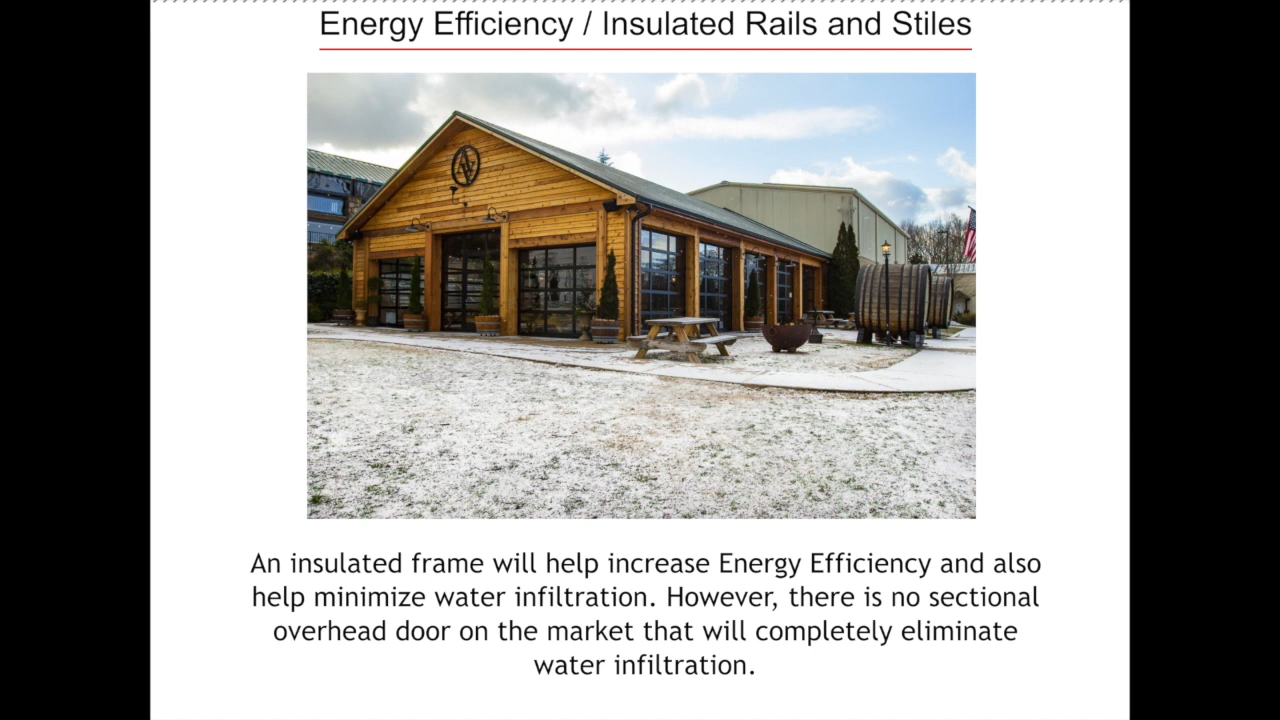 Energy Efficiency / Insulated Rails and Stiles
An insulated frame will help increase Energy Efficiency and also
help minimize water infiltration. However, there is no sectional
overhead door on the market that will completely eliminate
water infiltration.